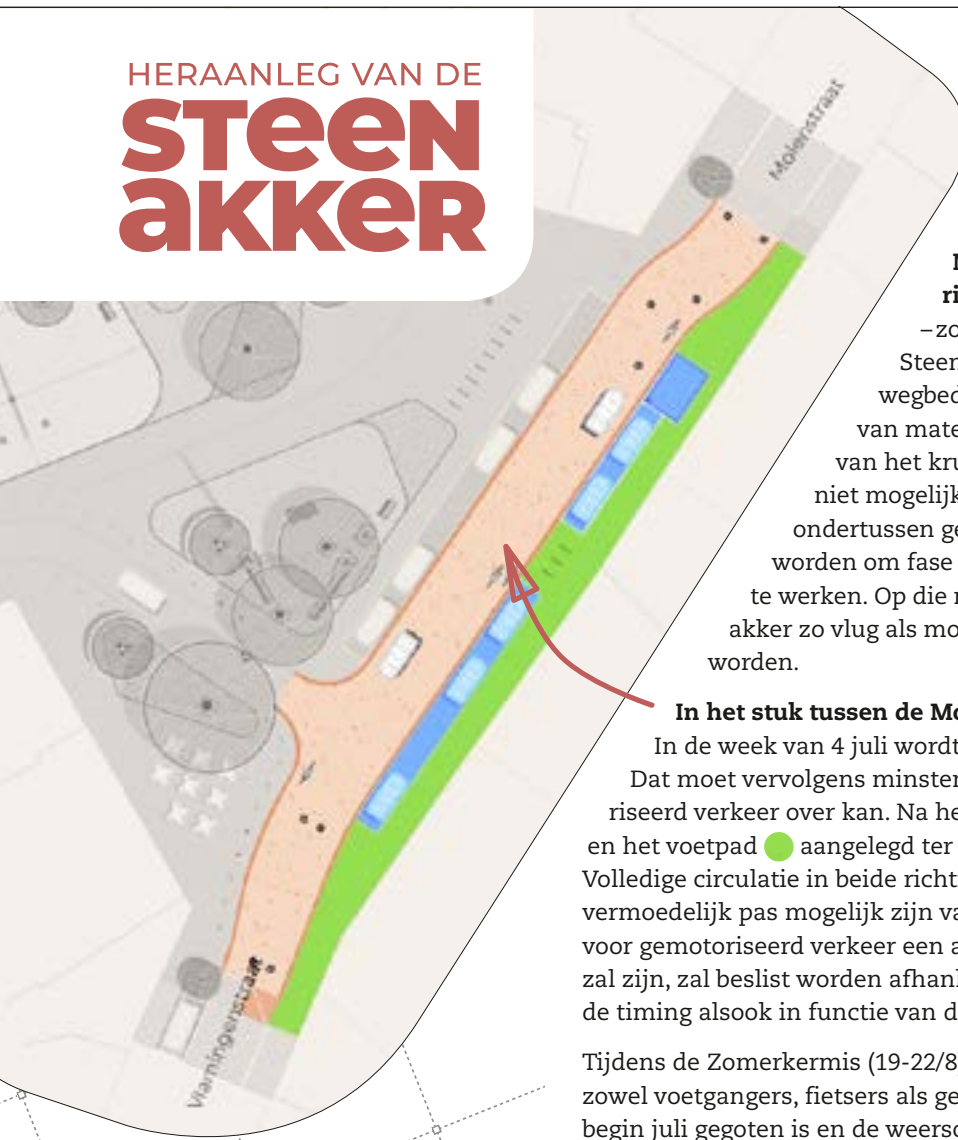 HERAANLEG VAN DE
STEEN
AKKER
Molenstraat
–zo
Steen
wegbed
van mate
van het kru
niet mogelijk
ondertussen ge
worden om fase
te werken. Op die
akker zo vlug als mo
worden.
In het stuk tussen de Mo
In de week van 4 juli wordt
Dat moet vervolgens minsten
riseerd verkeer over kan. Na he
en het voetpad aangelegd ter
Volledige circulatie in beide richt
vermoedelijk pas mogelijk zijn va
voor gemotoriseerd verkeer een a
zal zijn, zal beslist worden afhank
de timing alsook in functie van d
Tijdens de Zomerkermis (19-22/8
zowel voetgangers, fietsers als ge
begin juli gegoten is en de weerso
Vlamingenstraat